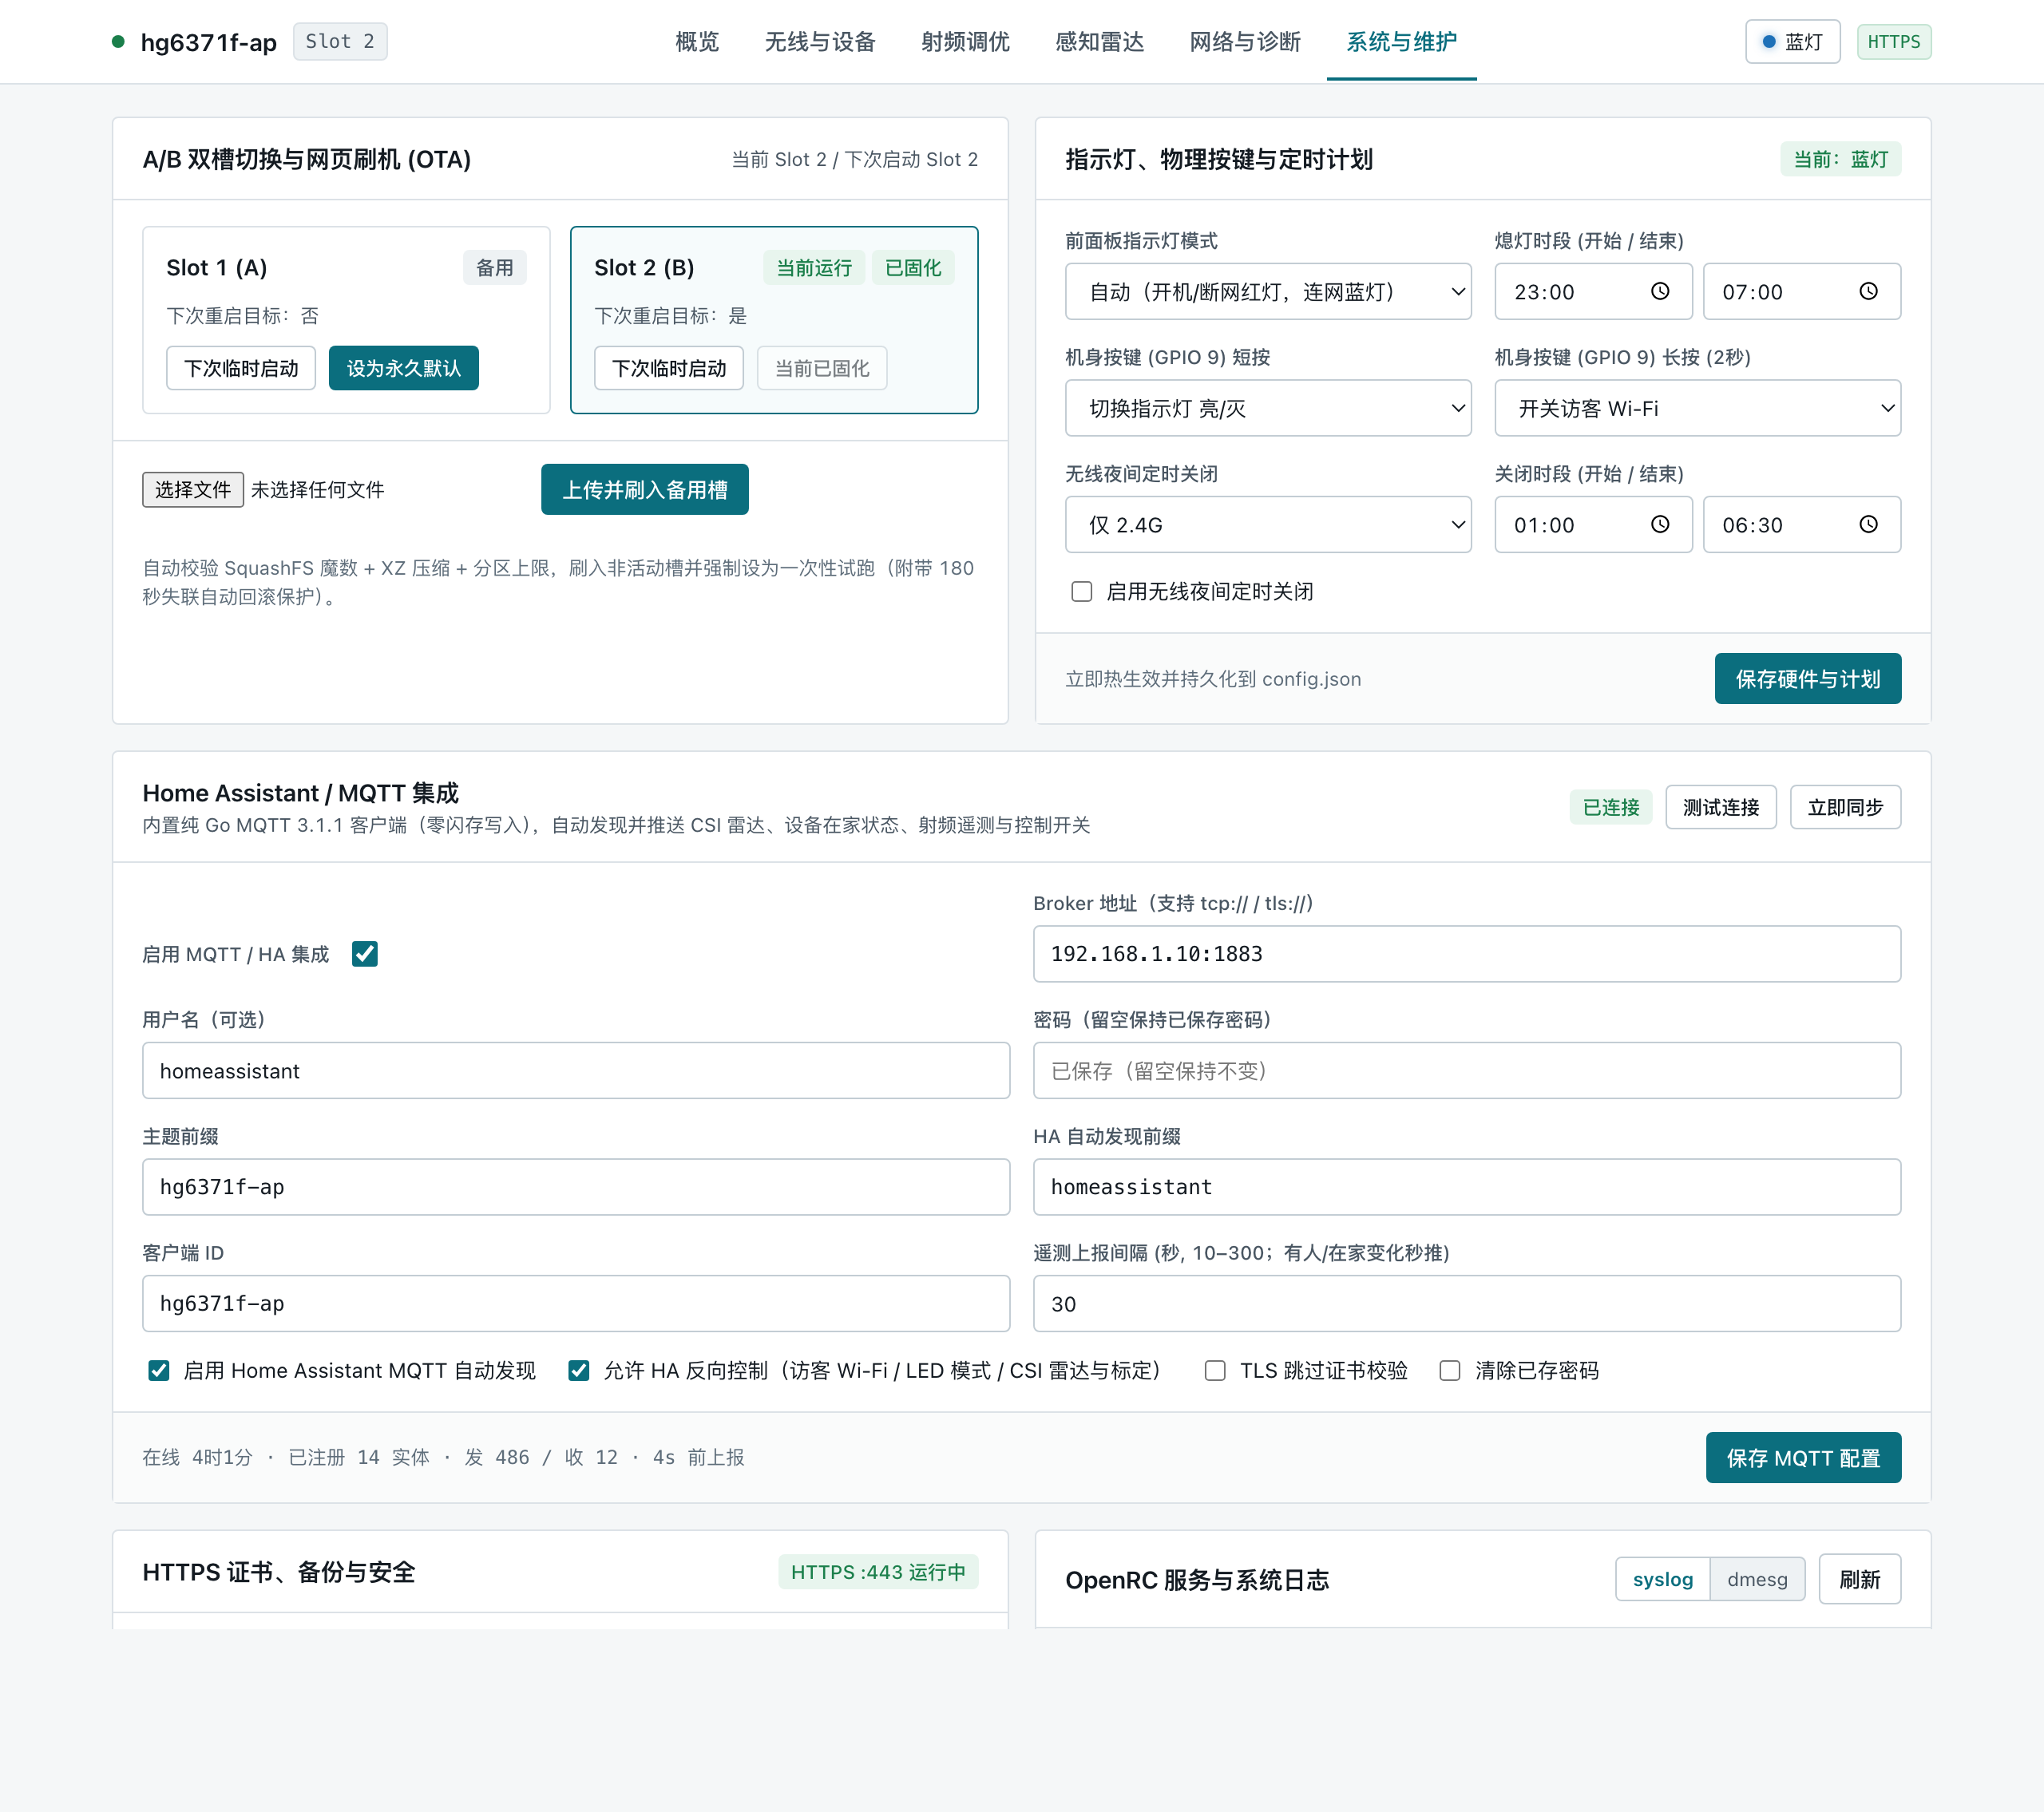 hg6371f-ap Slot 2 概览 无线与设备 射频调优 感知雷达 网络与诊断 系统与维护 蓝灯 HTTPS
A/B 双槽切换与网页刷机 (OTA) 当前 Slot 2 / 下次启动 Slot 2
Slot 1 (A) 备用
下次重启目标：否
下次临时启动 设为永久默认
Slot 2 (B) 当前运行 已固化
下次重启目标：是
下次临时启动 当前已固化
选择文件 未选择任何文件 上传并刷入备用槽
自动校验 SquashFS 魔数 + XZ 压缩 + 分区上限，刷入非活动槽并强制设为一次性试跑（附带 180
秒失联自动回滚保护）。
指示灯、物理按键与定时计划 当前：蓝灯
前面板指示灯模式 熄灯时段 (开始 / 结束)
自动（开机/断网红灯，连网蓝灯） 23:00 07:00
机身按键 (GPIO 9) 短按 机身按键 (GPIO 9) 长按 (2秒)
切换指示灯 亮/灭 开关访客 Wi-Fi
无线夜间定时关闭 关闭时段 (开始 / 结束)
仅 2.4G 01:00 06:30
启用无线夜间定时关闭
立即热生效并持久化到 config.json 保存硬件与计划
Home Assistant / MQTT 集成
内置纯 Go MQTT 3.1.1 客户端（零闪存写入），自动发现并推送 CSI 雷达、设备在家状态、射频遥测与控制开关
已连接 测试连接 立即同步
Broker 地址（支持 tcp:// / tls://）
启用 MQTT / HA 集成 192.168.1.10:1883
用户名（可选） 密码（留空保持已保存密码）
homeassistant 已保存（留空保持不变）
主题前缀 HA 自动发现前缀
hg6371f-ap homeassistant
客户端 ID 遥测上报间隔 (秒, 10–300；有人/在家变化秒推)
hg6371f-ap 30
启用 Home Assistant MQTT 自动发现 允许 HA 反向控制（访客 Wi-Fi / LED 模式 / CSI 雷达与标定） TLS 跳过证书校验 清除已存密码
在线 4时1分 · 已注册 14 实体 · 发 486 / 收 12 · 4s 前上报 保存 MQTT 配置
HTTPS 证书、备份与安全 HTTPS :443 运行中
OpenRC 服务与系统日志 syslog dmesg 刷新